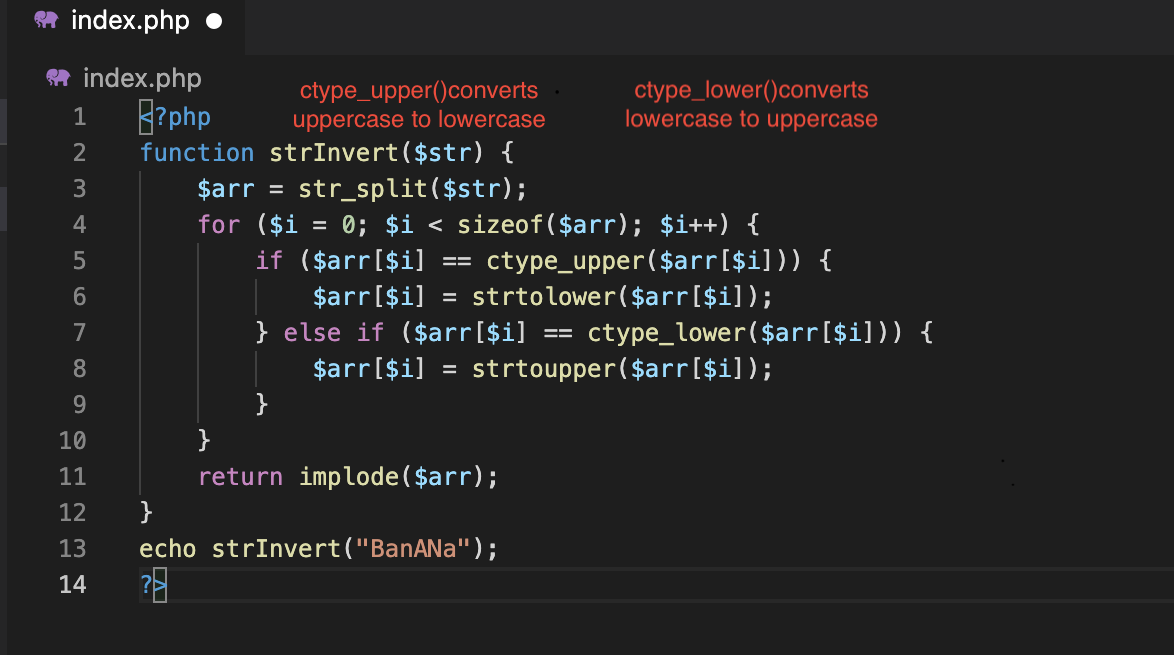 index.php
index.php
ctype_upper()converts
uppercase to lowercase
ctype_lower()converts
lowercase to uppercase
1 <?php
2 function strInvert($str) {
3     $arr = str_split($str);
4     for ($i = 0; $i < sizeof($arr); $i++) {
5         if ($arr[$i] == ctype_upper($arr[$i])) {
6             $arr[$i] = strtolower($arr[$i]);
7         } else if ($arr[$i] == ctype_lower($arr[$i])) {
8             $arr[$i] = strtoupper($arr[$i]);
9         }
10     }
11     return implode($arr);
12 }
13 echo strInvert("BanANa");
14 ?>